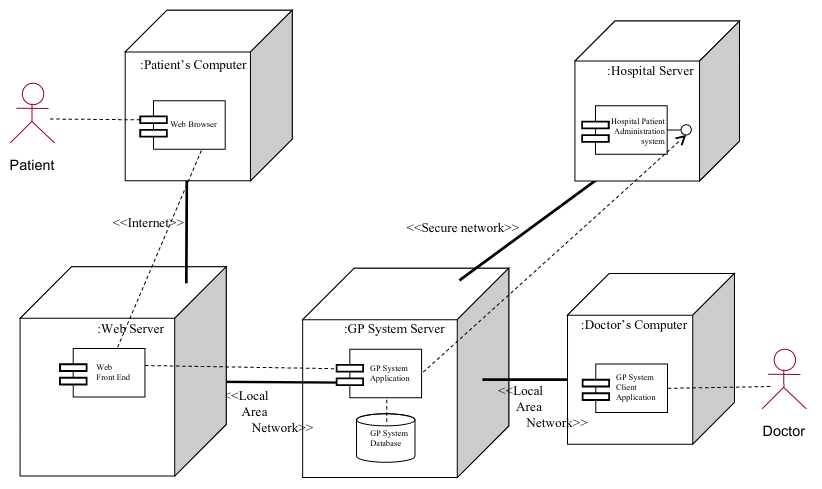 :Patient's Computer
Web Browser
Patient
:Hospital Server
Hospital Patient
Administration
system
<<Internet>>
<<Secure network>>
:Web Server
Web
Front End
:GP System Server
GP System
Application
GP System
Database
<<Local
Area
Network>>
:Doctor's Computer
GP System
Client
Application
<<Local
Area
Network>>
Doctor